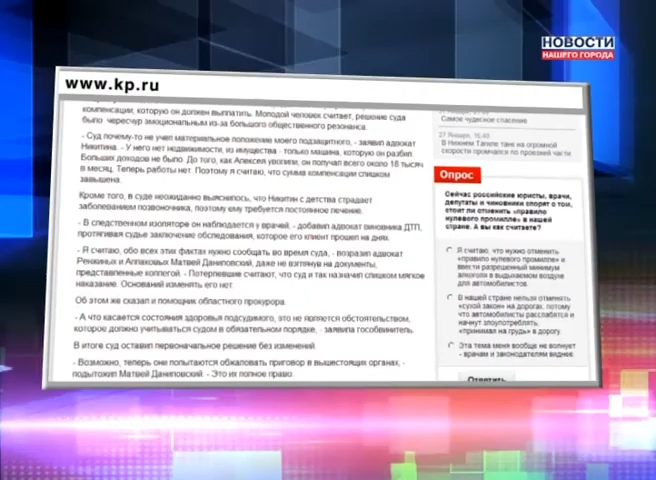 НОВОСТИ
НАШЕГО ГОРОДА
www.kp.ru
компенсации, которую он должен выплатить. Молодой человек считает, решение суда
было чересчур эмоциональным из-за большого общественного резонанса.
- Суд почему-то не учел материальное положение моего подзащитного, - заявил адвокат
Никитина. - У него нет недвижимости, из имущества - только машина, которую он разбил.
Больших доходов не было. До того, как Алексея уволили, он получал всего около 18 тысяч
в месяц. Теперь работы нет. Поэтому я считаю, что сумма компенсации слишком
завышена.
Кроме того, в суде неожиданно выяснилось, что Никитин с детства страдает
заболеванием позвоночника, поэтому ему требуется постоянное лечение.
- В следственном изоляторе он наблюдается у врачей, - добавил адвокат виновника ДТП,
протягивая судье заключение обследования, которое его клиент прошел на днях.
- Я считаю, обо всех этих фактах нужно сообщать во время суда, - возразил адвокат
Ренжиных и Аппаковых Матвей Даниповский, даже не взглянув на документы,
представленные коллегой. - Потерпевшие считают, что суд и так назначил слишком мягкое
наказание. Оснований изменять его нет.
Об этом же сказал и помощник областного прокурора.
- А что касается состояния здоровья подсудимого, это не является обстоятельством,
которое должно учитываться судом в обязательном порядке, - заявила гособвинитель.
В итоге суд оставил первоначальное решение без изменений.
- Возможно, теперь они попытаются обжаловать приговор в вышестоящих органах, -
подытожил Матвей Даниповский. - Это их полное право.
Самое чудесное спасение
27 Января, 16:40
В Нижнем Тагиле танк на огромной
скорости промчался по проезжей части
Опрос
Сейчас российские юристы, врачи,
депутаты и чиновники спорят о том,
стоит ли отменить «правило
нулевого промилле» в нашей
стране. А вы как считаете?
Я считаю, что нужно отменить
«правило нулевого промилле» и
ввести разрешенный минимум
алкоголя в выдыхаемом воздухе
для автомобилистов.
В нашей стране нельзя отменять
«сухой закон» на дорогах, потому
что автомобилисты расслабятся и
начнут злоупотреблять,
«принимая на грудь» в дорогу.
Эта тема меня вообще не волнует
- врачам и законодателям виднее.
Ответить